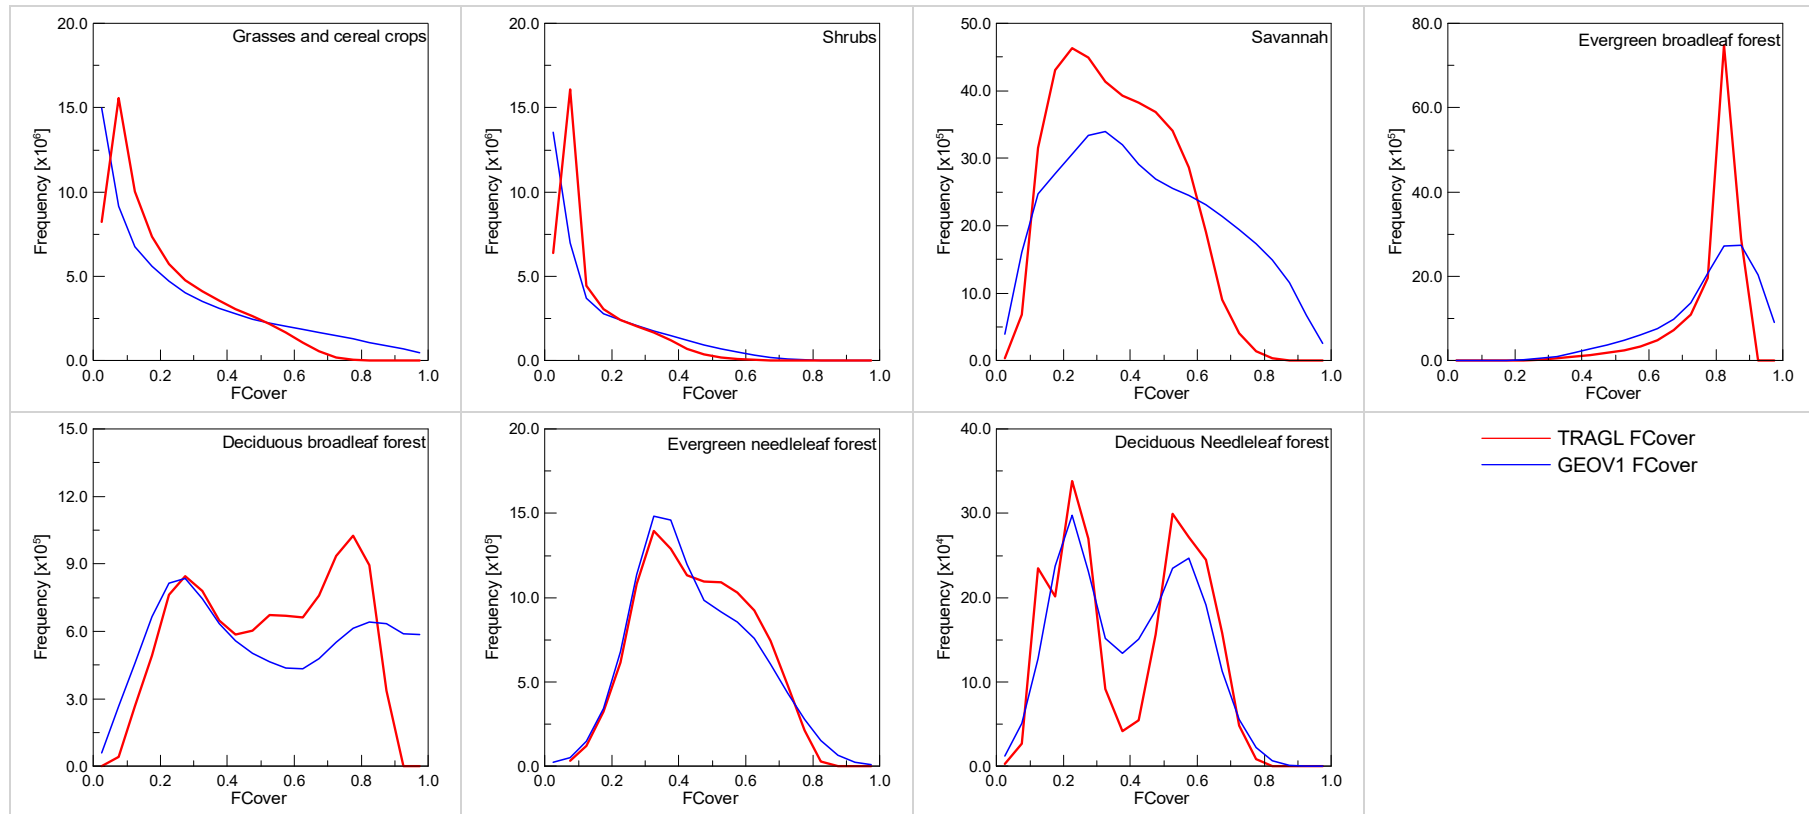 20.0
15.0
10.0
5.0
0.0
Frequency [x10⁶]
Grasses and cereal crops
0.0 0.2 0.4 0.6 0.8 1.0
FCover
20.0
15.0
10.0
5.0
0.0
Frequency [x10⁶]
Shrubs
0.0 0.2 0.4 0.6 0.8 1.0
FCover
50.0
40.0
30.0
20.0
10.0
0.0
Frequency [x10⁵]
Savannah
0.0 0.2 0.4 0.6 0.8 1.0
FCover
80.0
60.0
40.0
20.0
0.0
Frequency [x10⁵]
Evergreen broadleaf forest
0.0 0.2 0.4 0.6 0.8 1.0
FCover
15.0
12.0
9.0
6.0
3.0
0.0
Frequency [x10⁵]
Deciduous broadleaf forest
0.0 0.2 0.4 0.6 0.8 1.0
FCover
20.0
15.0
10.0
5.0
0.0
Frequency [x10⁵]
Evergreen needleleaf forest
0.0 0.2 0.4 0.6 0.8 1.0
FCover
40.0
30.0
20.0
10.0
0.0
Frequency [x10⁴]
Deciduous Needleleaf forest
0.0 0.2 0.4 0.6 0.8 1.0
FCover
TRAGL FCover
GEOV1 FCover